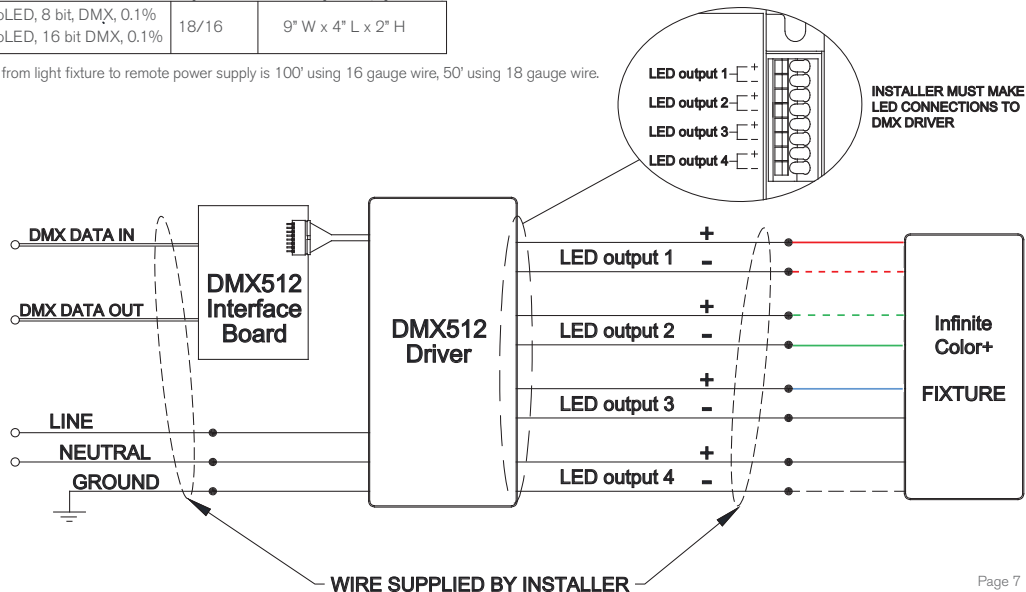 LED, 8 bit, DMX, 0.1%
LED, 16 bit DMX, 0.1%
18/16
9” W x 4” L x 2” H
from light fixture to remote power supply is 100’ using 16 gauge wire, 50’ using 18 gauge wire.
LED output 1 + -
LED output 2 + -
LED output 3 + -
LED output 4 + -
INSTALLER MUST MAKE
LED CONNECTIONS TO
DMX DRIVER
DMX DATA IN
DMX DATA OUT
DMX512
Interface
Board
LINE
NEUTRAL
GROUND
DMX512
Driver
+
LED output 1 -
+
LED output 2 -
+
LED output 3 -
+
LED output 4 -
Infinite
Color+
FIXTURE
WIRE SUPPLIED BY INSTALLER
Page 7